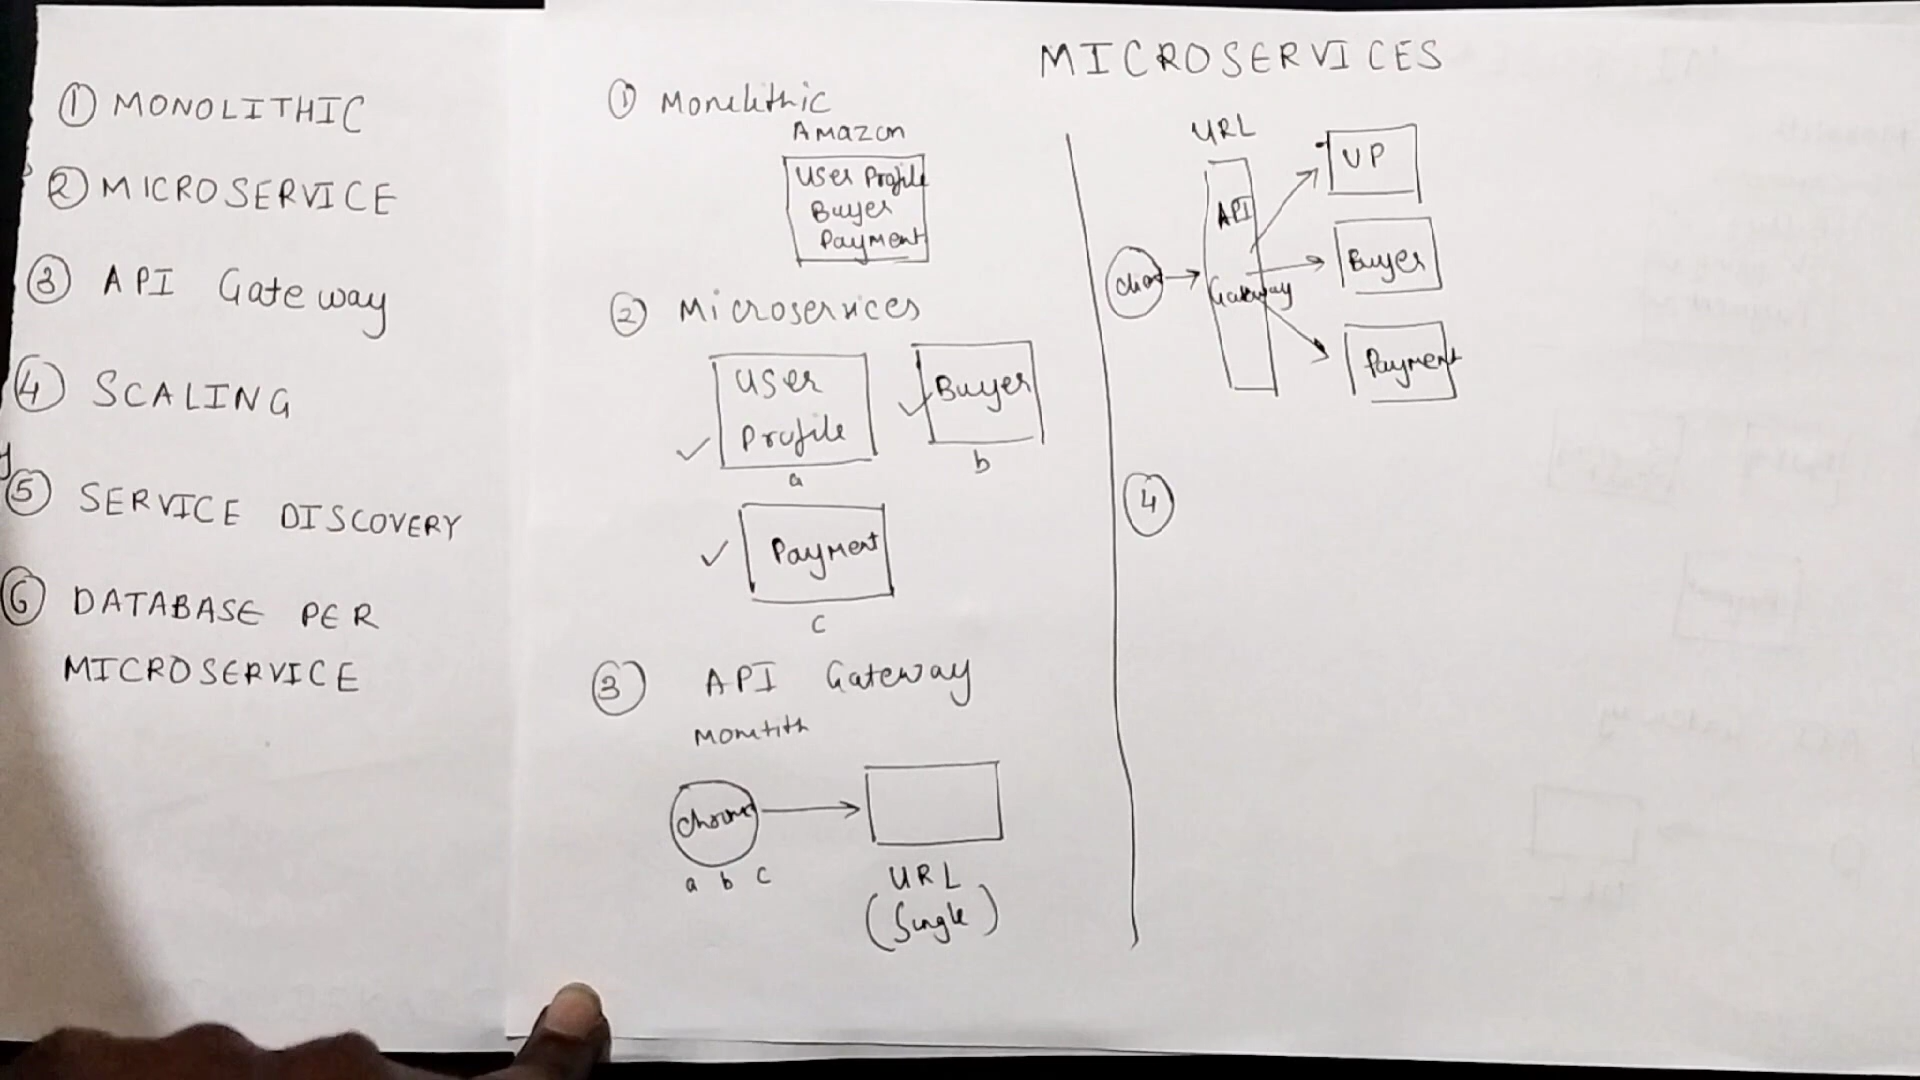 ① MONOLITHIC
② MICROSERVICE
③ API Gateway
④ SCALING
⑤ SERVICE DISCOVERY
⑥ DATABASE PER
MICROSERVICE
MICROSERVICES
① Monolithic
Amazon
User Profile
Buyer
Payment
② Microservices
User
Profile
a
Buyer
b
Payment
c
③ API Gateway
Chrome
a b c
URL
(Single)
URL
API
Gateway
UP
Buyer
Payment
④